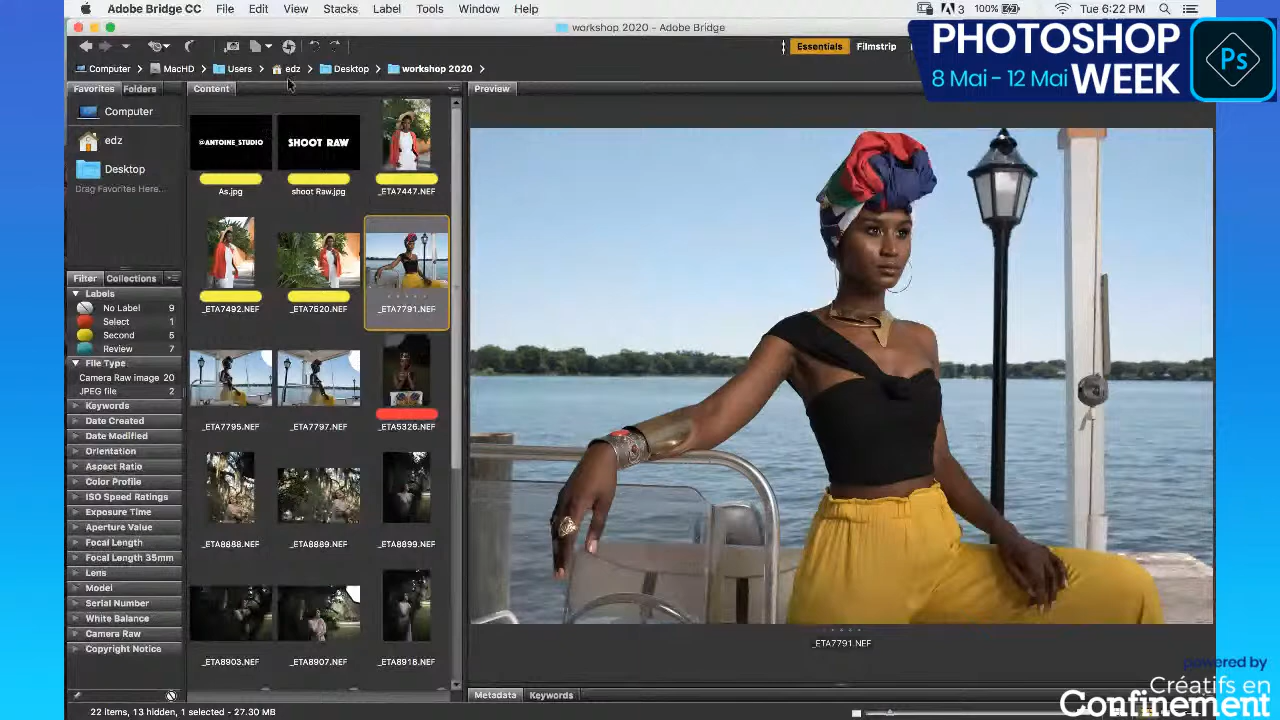 Adobe Bridge CC File Edit View Stacks Label Tools Window Help
3 100% Tue 6:22 PM
workshop 2020 - Adobe Bridge
Essentials Filmstrip
PHOTOSHOP
8 Mai - 12 Mai WEEK
Ps
Computer MacHD Users edz Desktop workshop 2020
Favorites Folders
Computer
edz
Desktop
Drag Favorites Here...
Filter Collections
Labels
No Label 9
Select 1
Second 5
Review 7
File Type
Camera Raw image 20
JPEG file 2
Keywords
Date Created
Date Modified
Orientation
Aspect Ratio
Color Profile
ISO Speed Ratings
Exposure Time
Aperture Value
Focal Length
Focal Length 35mm
Lens
Model
Serial Number
White Balance
Camera Raw
Copyright Notice
Content
@ANTOINE_STUDIO SHOOT RAW
As.jpg shoot Raw.jpg _ETA7447.NEF
_ETA7492.NEF _ETA7620.NEF _ETA7791.NEF
_ETA7795.NEF _ETA7797.NEF _ETA5326.NEF
_ETA8888.NEF _ETA8889.NEF _ETA8899.NEF
_ETA8903.NEF _ETA8907.NEF _ETA8918.NEF
Preview
_ETA7791.NEF
Metadata Keywords
22 items, 13 hidden, 1 selected - 27.30 MB
powered by
Créatifs en
Confinement